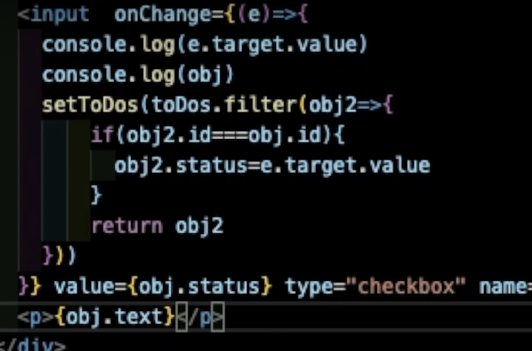 <input onChange={(e)=>{
console.log(e.target.value)
console.log(obj)
setToDos(toDos.filter(obj2=>{
if(obj2.id===obj.id){
obj2.status=e.target.value
}
return obj2
}))
}} value={obj.status} type="checkbox" name=
<p>{obj.text}</p>
</div>